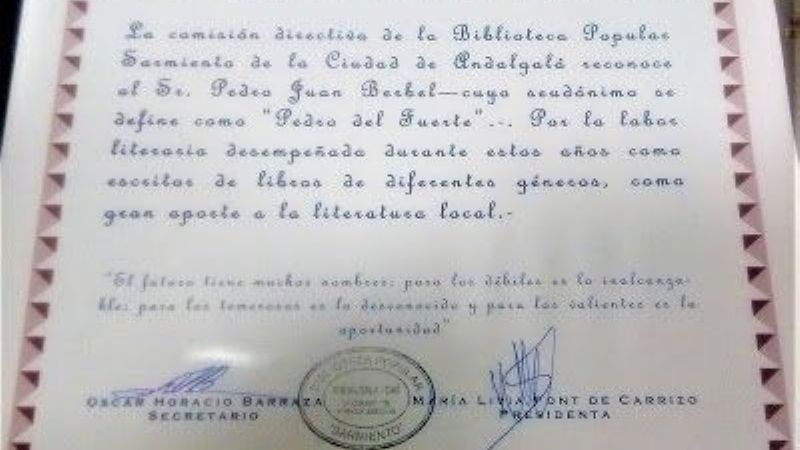 La comisión directiva de la Biblioteca Popular
Sarmiento de la Ciudad de Andalgalá reconoce
al Sr. Pedro Juan Berbel—cuyo seudónimo se
define como "Pedro del Fuerte".-. Por la labor
literaria desempeñada durante estos años como
escritor de libros de diferentes géneros, como
gran aporte a la literatura local.-
"El futuro tiene muchos nombres: para los débiles es lo inalcanza-
ble; para los temerosos es lo desconocido y para los valientes es la
oportunidad"
BIBLIOTECA POPULAR
"SARMIENTO"
OSCAR HORACIO BARRAZA
SECRETARIO
MARÍA LIVIA PONT DE CARRIZO
PRESIDENTA